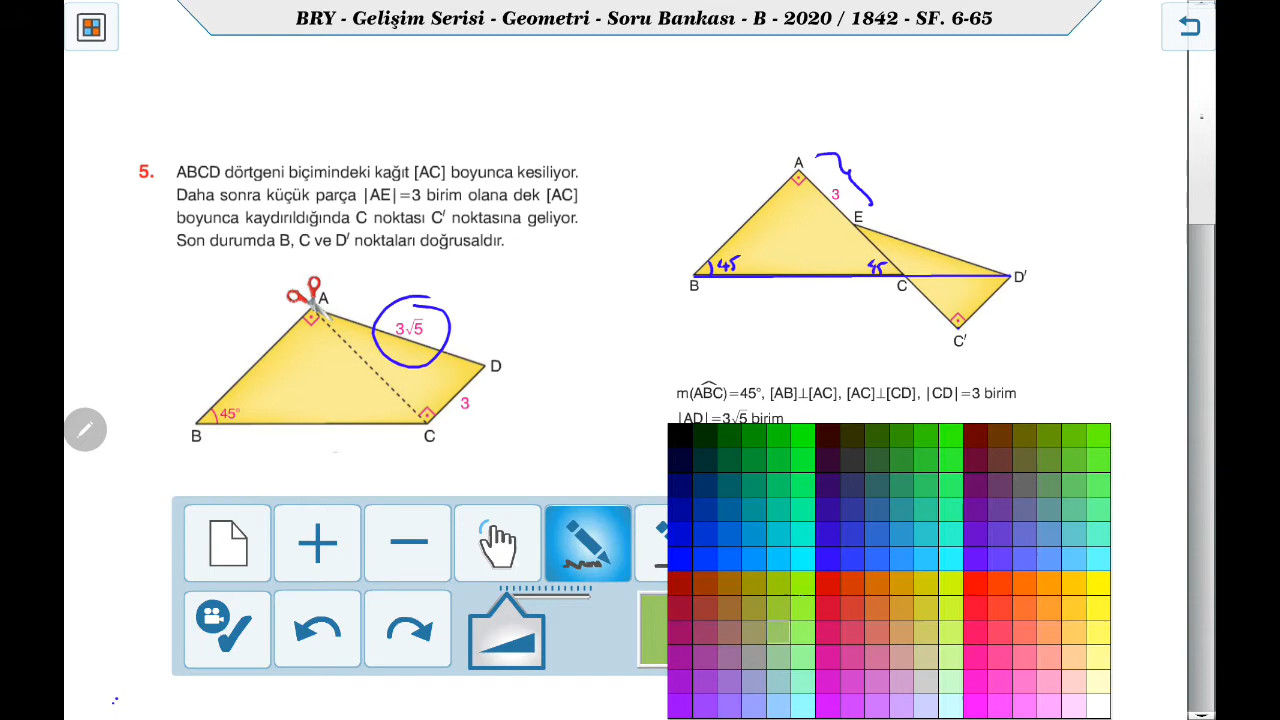 BRY - Gelişim Serisi - Geometri - Soru Bankası - B - 2020 / 1842 - SF. 6-65
5. ABCD dörtgeni biçimindeki kağıt [AC] boyunca kesiliyor.
Daha sonra küçük parça |AE|=3 birim olana dek [AC]
boyunca kaydırıldığında C noktası C' noktasına geliyor.
Son durumda B, C ve D' noktaları doğrusaldır.
A
3√5
D
3
45°
B
C
A
3
E
45
45
B
C
D'
C'
m(ABC)=45°, [AB]⊥[AC], [AC]⊥[CD], |CD|=3 birim
|AD|=3√5 birim